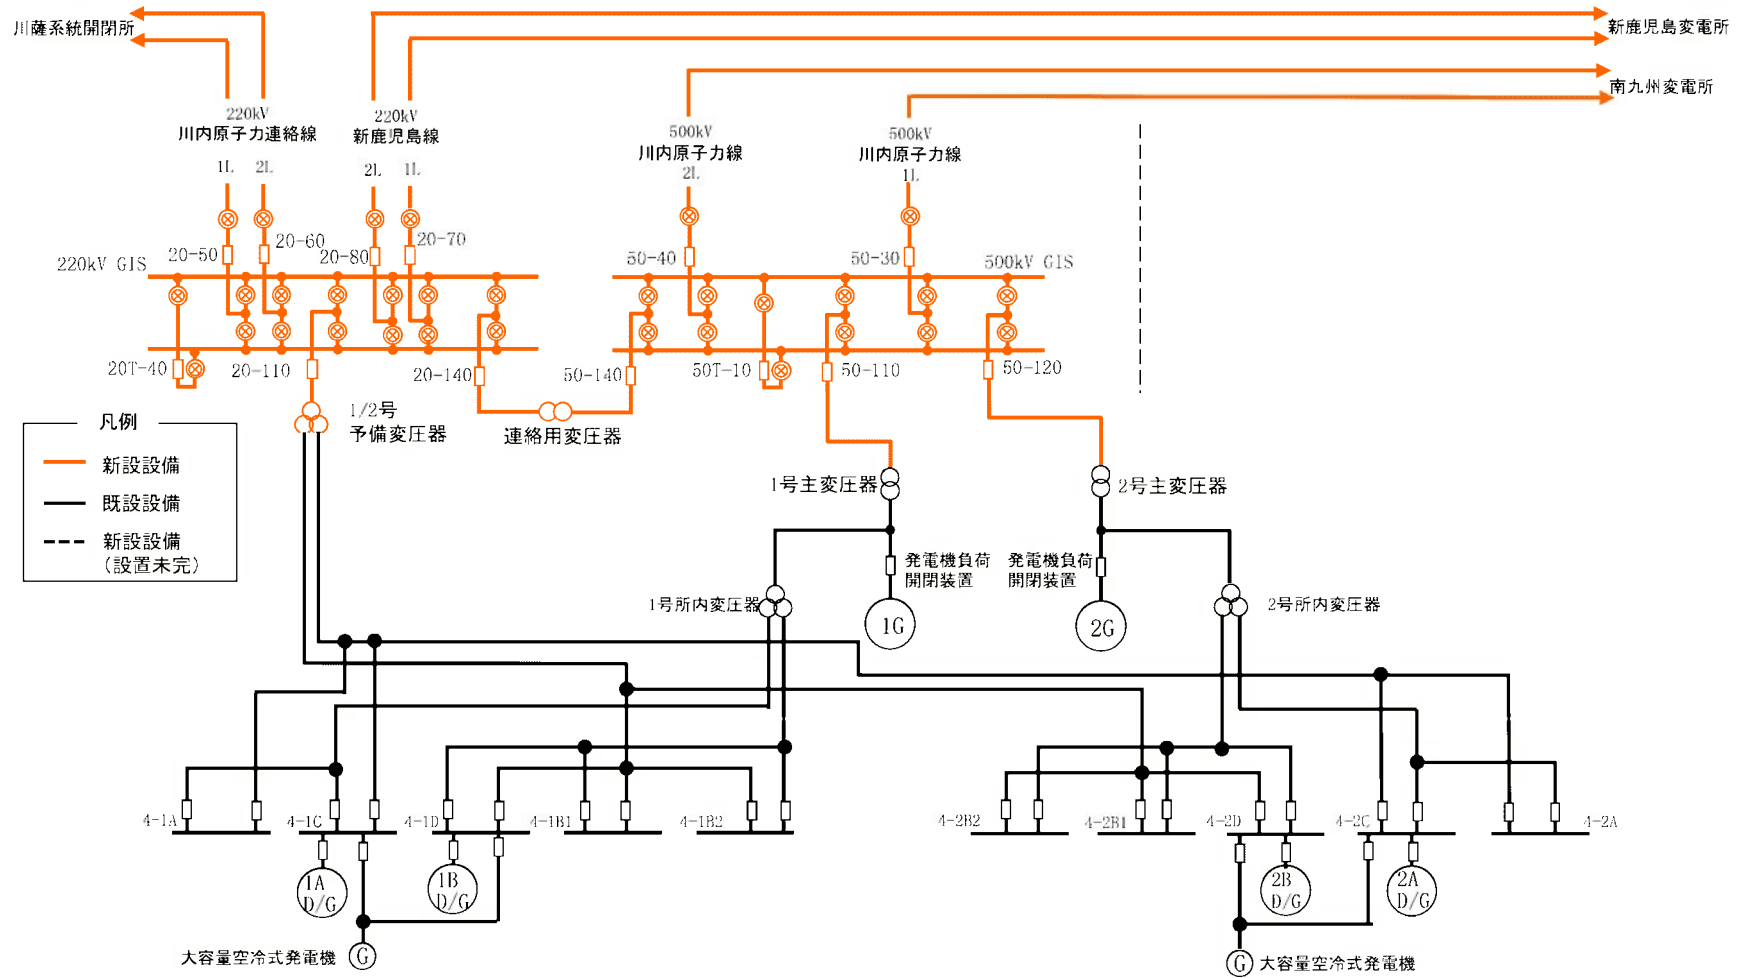 川薩系統開閉所
新鹿児島変電所
南九州変電所
220kV
川内原子力連絡線
1L 2L
220kV
新鹿児島線
2L 1L
500kV
川内原子力線
2L
500kV
川内原子力線
1L
220kV GIS
20-50
20-60
20-80
20-70
50-40
50-30
500kV GIS
20T-40
20-110
20-140
50-140
50T-10
50-110
50-120
1/2号
予備変圧器
連絡用変圧器
凡例
新設設備
既設設備
新設設備
(設置未完)
1号主変圧器
2号主変圧器
発電機負荷
開閉装置
発電機負荷
開閉装置
1号所内変圧器
1G
2G
2号所内変圧器
4-1A
4-1C
4-1D
4-1B1
4-1B2
4-2B2
4-2B1
4-2D
4-2C
4-2A
1A
D/G
1B
D/G
2B
D/G
2A
D/G
大容量空冷式発電機
G
G
大容量空冷式発電機